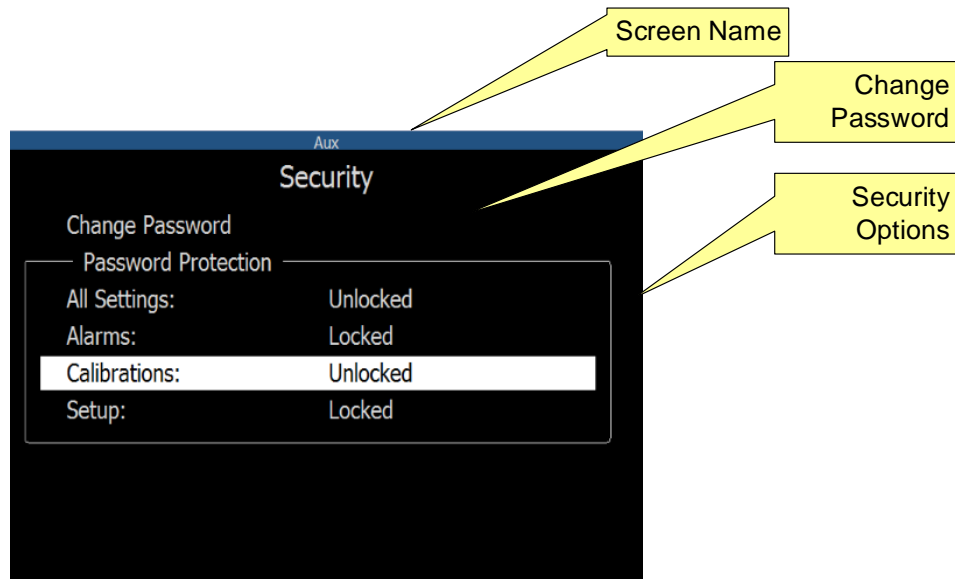 Screen Name
Change
Password
Security
Options
Aux
Security
Change Password
Password Protection
All Settings: Unlocked
Alarms: Locked
Calibrations: Unlocked
Setup: Locked